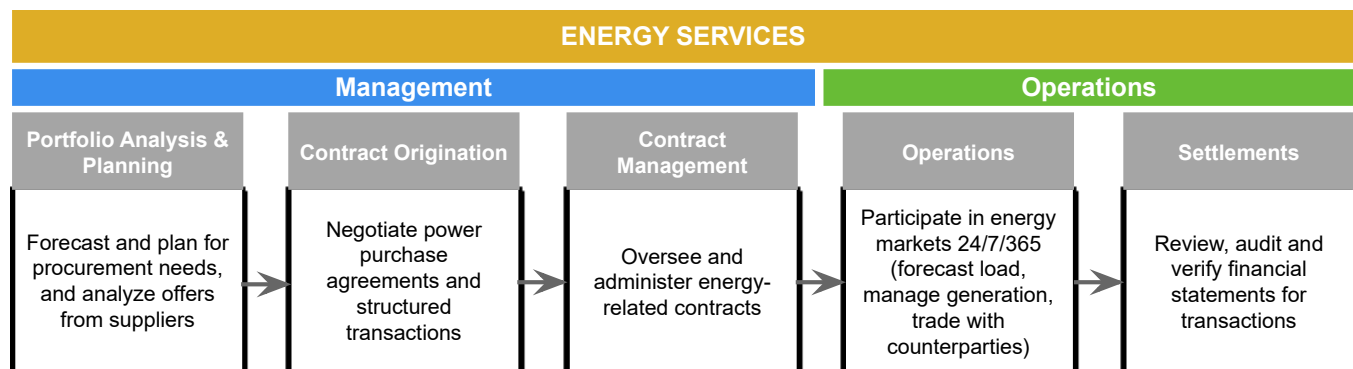 ENERGY SERVICES
Management
Operations
Portfolio Analysis &
Planning
Contract Origination
Contract
Management
Operations
Settlements
Forecast and plan for
procurement needs,
and analyze offers
from suppliers
Negotiate power
purchase
agreements and
structured
transactions
Oversee and
administer energy-
related contracts
Participate in energy
markets 24/7/365
(forecast load,
manage generation,
trade with
counterparties)
Review, audit and
verify financial
statements for
transactions